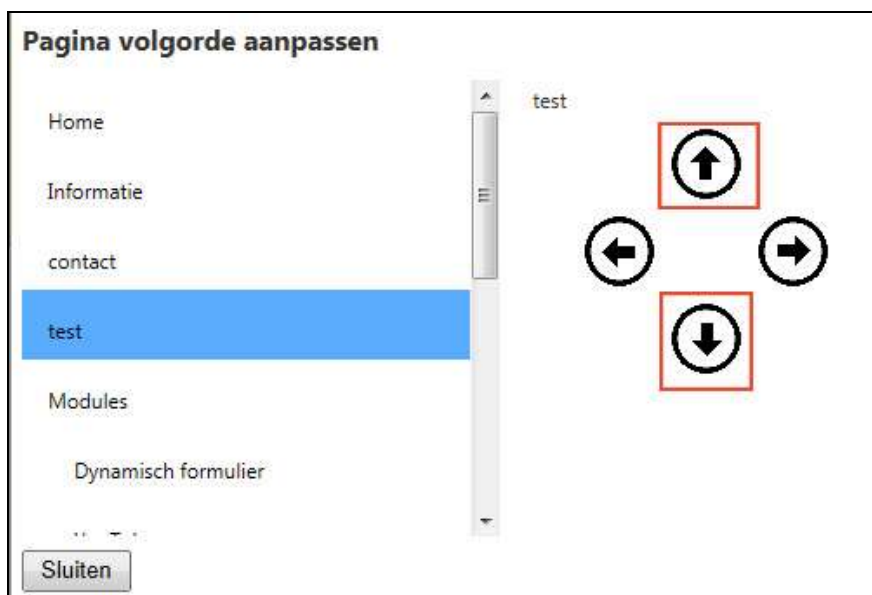 Pagina volgorde aanpassen
Home
Informatie
contact
test
Modules
Dynamisch formulier
test
Sluiten